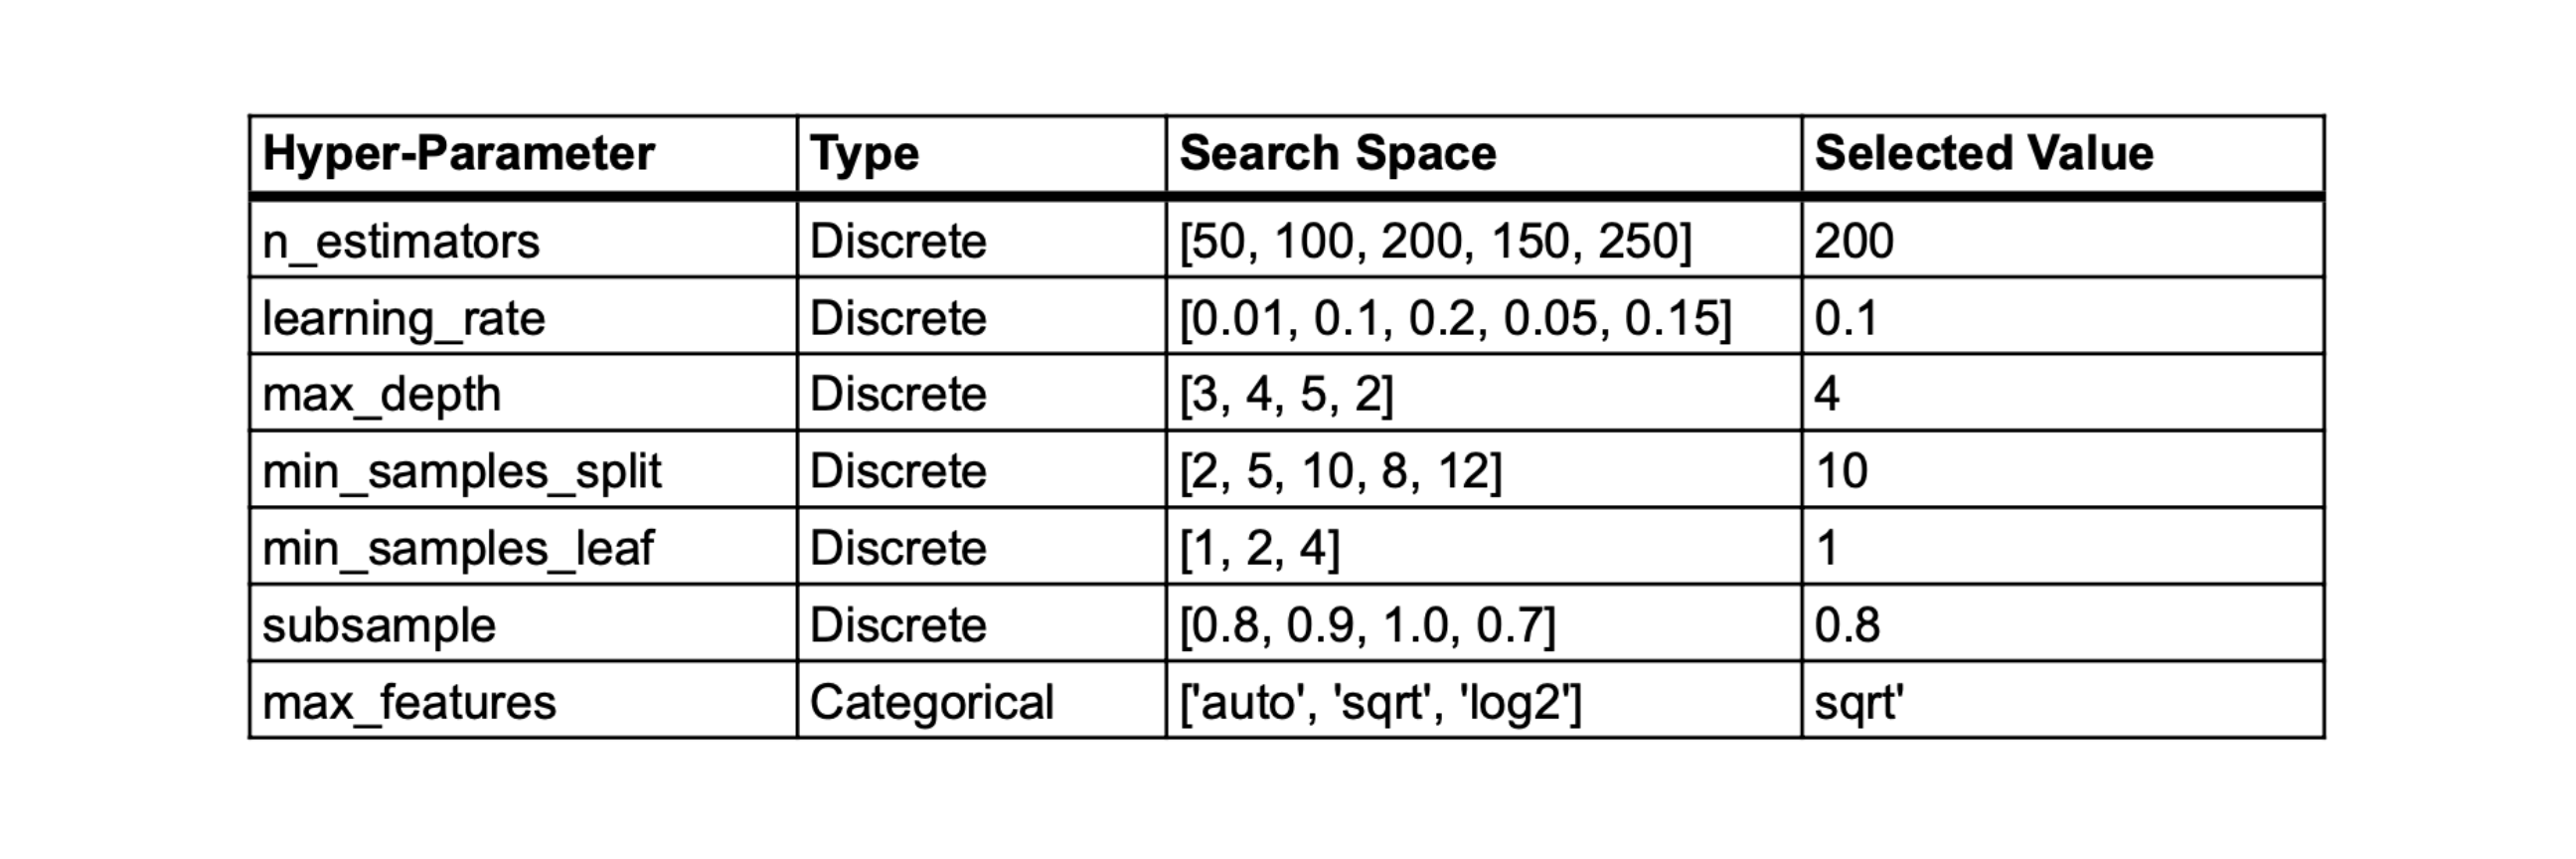 Hyper-Parameter Type Search Space Selected Value
n_estimators Discrete [50, 100, 200, 150, 250] 200
learning_rate Discrete [0.01, 0.1, 0.2, 0.05, 0.15] 0.1
max_depth Discrete [3, 4, 5, 2] 4
min_samples_split Discrete [2, 5, 10, 8, 12] 10
min_samples_leaf Discrete [1, 2, 4] 1
subsample Discrete [0.8, 0.9, 1.0, 0.7] 0.8
max_features Categorical ['auto', 'sqrt', 'log2'] sqrt'